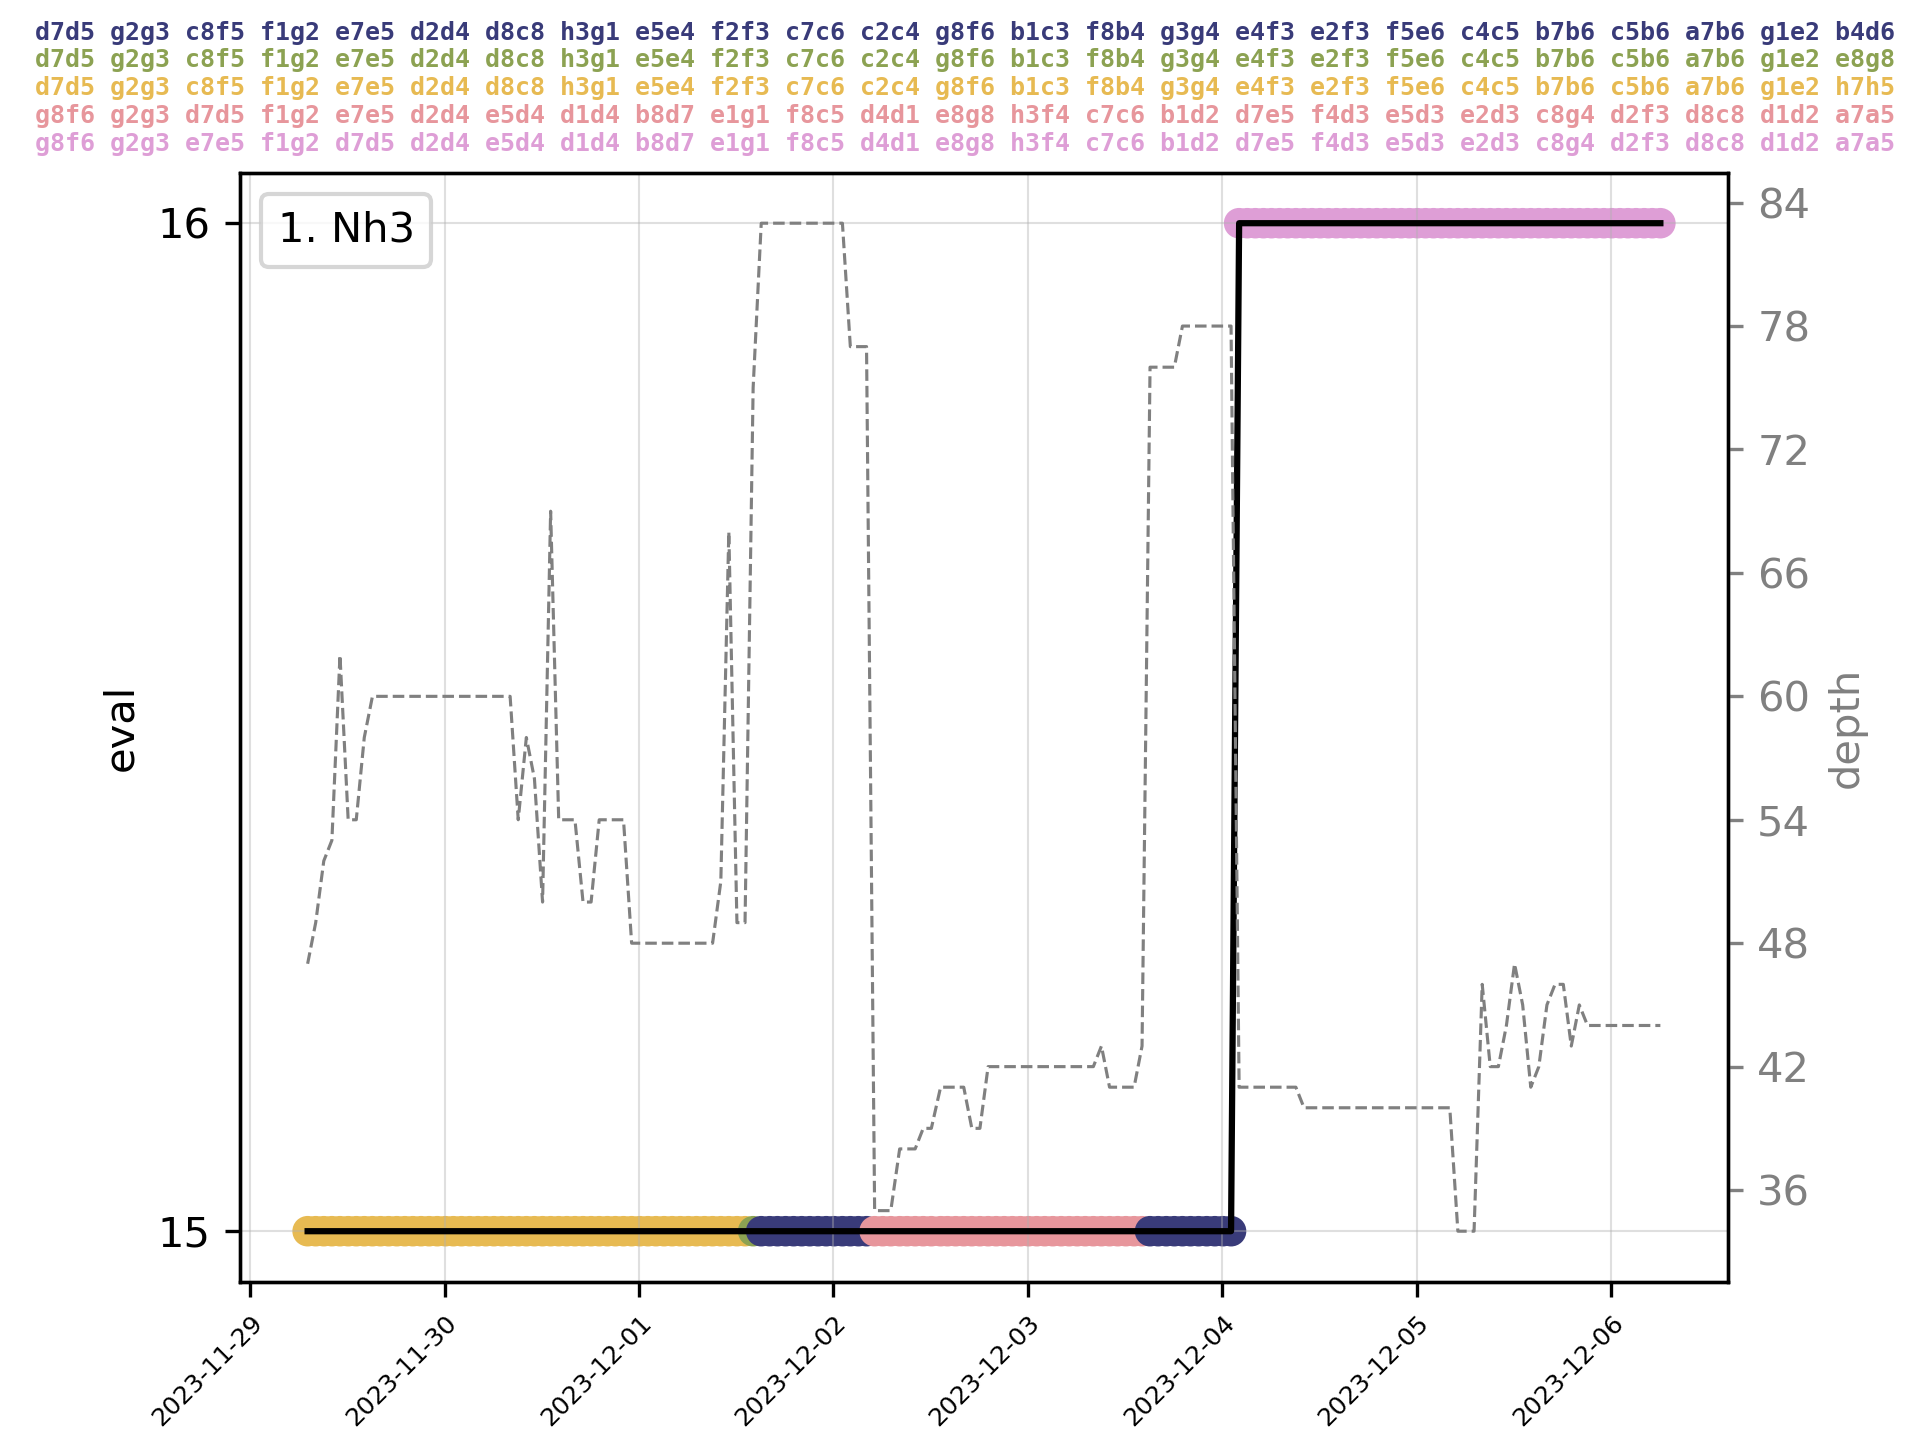 d7d5 g2g3 c8f5 f1g2 e7e5 d2d4 d8c8 h3g1 e5e4 f2f3 c7c6 c2c4 g8f6 b1c3 f8b4 g3g4 e4f3 e2f3 f5e6 c4c5 b7b6 c5b6 a7b6 g1e2 b4d6
d7d5 g2g3 c8f5 f1g2 e7e5 d2d4 d8c8 h3g1 e5e4 f2f3 c7c6 c2c4 g8f6 b1c3 f8b4 g3g4 e4f3 e2f3 f5e6 c4c5 b7b6 c5b6 a7b6 g1e2 e8g8
d7d5 g2g3 c8f5 f1g2 e7e5 d2d4 d8c8 h3g1 e5e4 f2f3 c7c6 c2c4 g8f6 b1c3 f8b4 g3g4 e4f3 e2f3 f5e6 c4c5 b7b6 c5b6 a7b6 g1e2 h7h5
g8f6 g2g3 d7d5 f1g2 e7e5 d2d4 e5d4 d1d4 b8d7 e1g1 f8c5 d4d1 e8g8 h3f4 c7c6 b1d2 d7e5 f4d3 e5d3 e2d3 c8g4 d2f3 d8c8 d1d2 a7a5
g8f6 g2g3 e7e5 f1g2 d7d5 d2d4 e5d4 d1d4 b8d7 e1g1 f8c5 d4d1 e8g8 h3f4 c7c6 b1d2 d7e5 f4d3 e5d3 e2d3 c8g4 d2f3 d8c8 d1d2 a7a5
1. Nh3
16
15
eval
84
78
72
66
60
54
48
42
36
depth
2023-11-29
2023-11-30
2023-12-01
2023-12-02
2023-12-03
2023-12-04
2023-12-05
2023-12-06